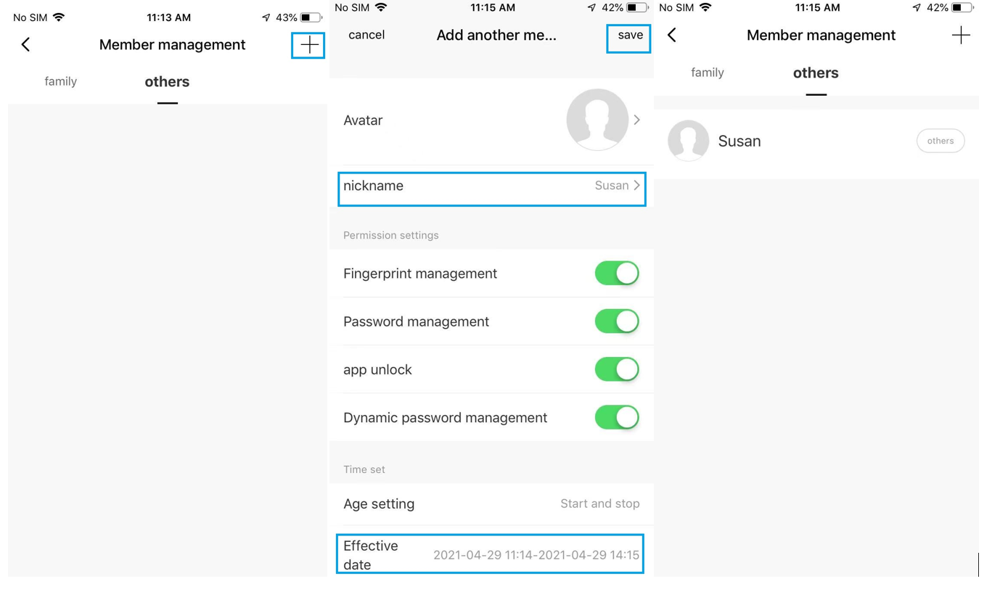 No SIM 11:13 AM 43%
Member management
family others
No SIM 11:15 AM 42%
cancel Add another me... save
Avatar
nickname Susan
Permission settings
Fingerprint management
Password management
app unlock
Dynamic password management
Time set
Age setting Start and stop
Effective
date 2021-04-29 11:14-2021-04-29 14:15
No SIM 11:15 AM 42%
Member management
family others
Susan others